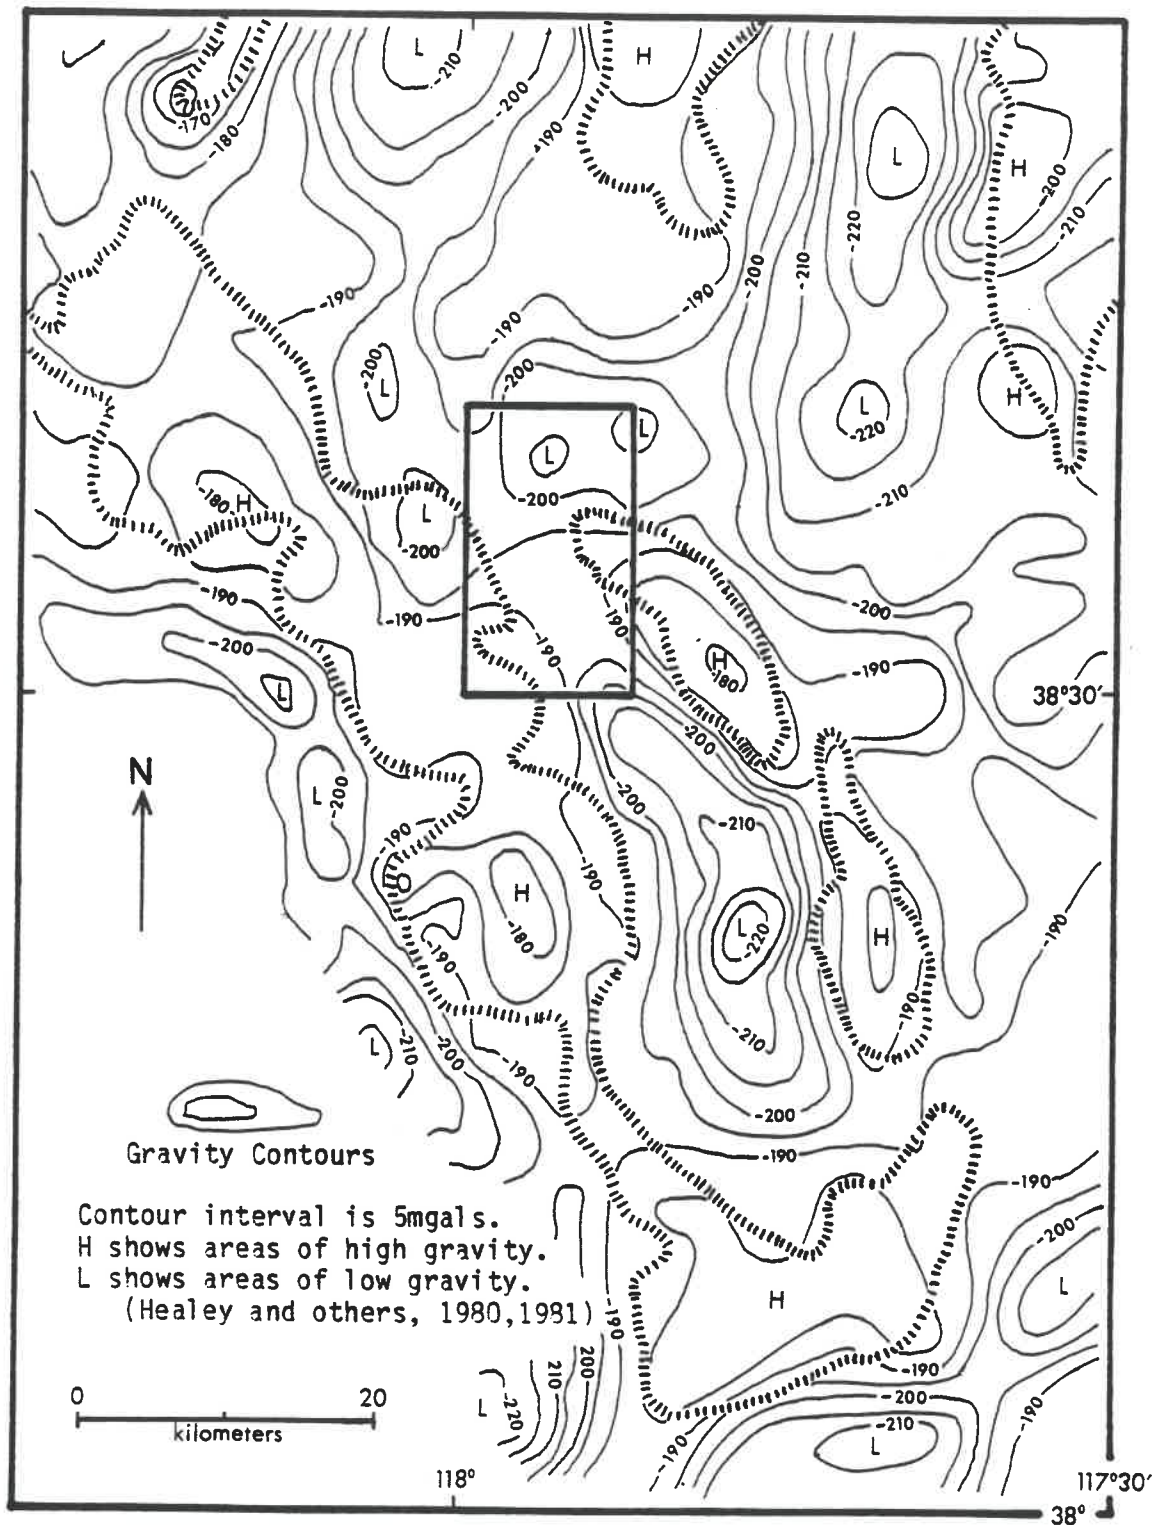 L
-210
H
-170
-180
-200
-190
L
H
-200
-210
-220
-200
-210
-190
-190
-190
-200
-200
L
L
H
L
-220
L
-180
H
L
-200
-210
L
-200
-190
-190
-200
-190
-190
-200
H
180
-190
L
38°30'
-200
N
L
-200
-200
-210
-190
-190
H
-180
L
-220
H
-190
-190
-190
-210
L
-210
-200
-190
-200
Gravity Contours
-190
-190
Contour interval is 5mgals.
H shows areas of high gravity.
L shows areas of low gravity.
(Healey and others, 1980,1981)
-200
L
H
-190
-190
210
200
0
20
kilometers
L
-220
-200
-210
L
-190
-190
118°
117°30'
38°